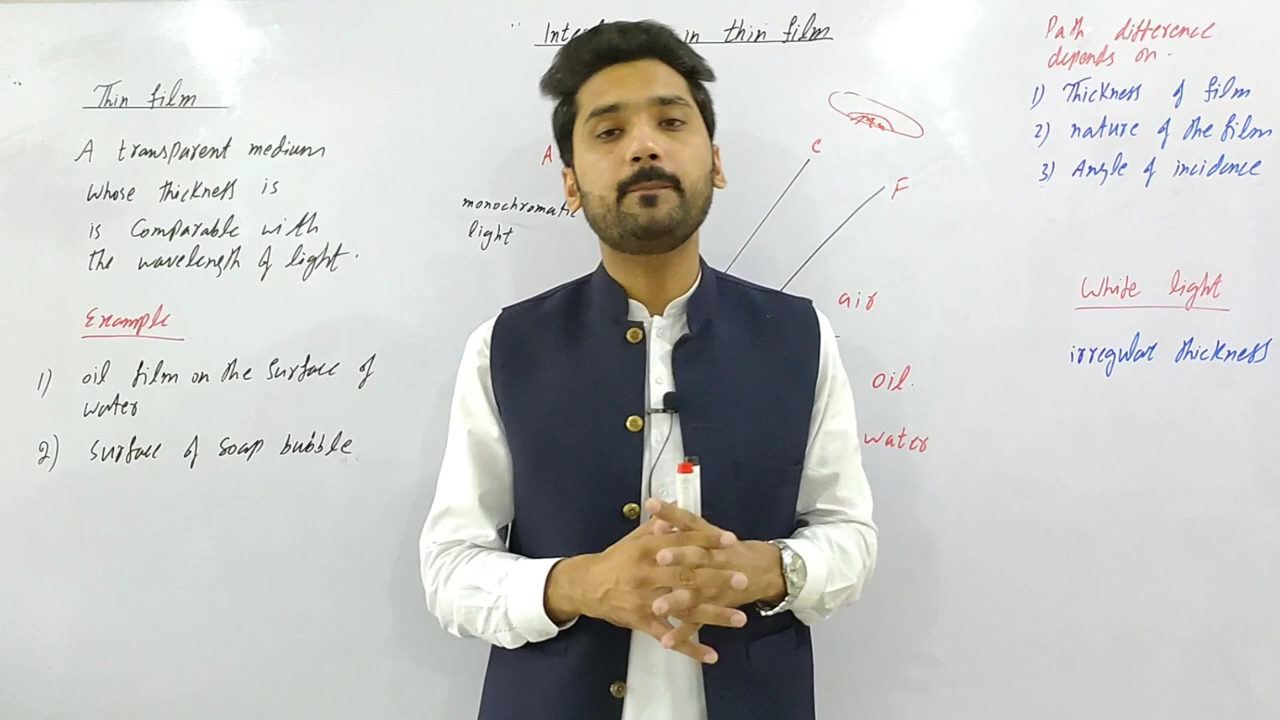 in thin film
Thin film
A transparent medium
whose thickness is
is comparable with
the wavelength of light.
Example
1) oil film on the surface of
water
2) surface of soap bubble
A
monochromatic
light
C
F
air
oil.
water
Path difference
depends on.
1) Thickness of film
2) nature of the film
3) Angle of incidence
White light
irregular thickness